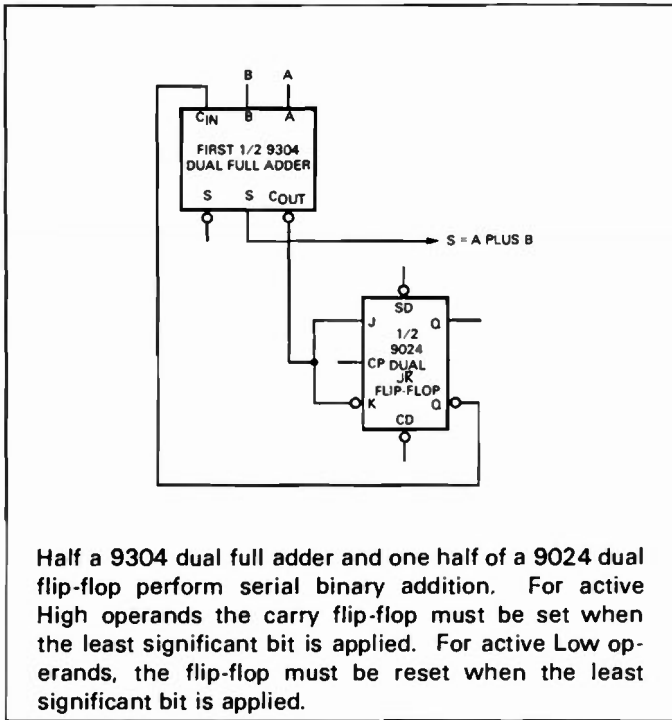 B A
CIN B A
FIRST 1/2 9304
DUAL FULL ADDER
S S COUT
S = A PLUS B
SD
J Q
1/2
9024
CP DUAL
JK̅
FLIP-FLOP
K Q
CD
Half a 9304 dual full adder and one half of a 9024 dual
flip-flop perform serial binary addition. For active
High operands the carry flip-flop must be set when
the least significant bit is applied. For active Low op-
erands, the flip-flop must be reset when the least
significant bit is applied.